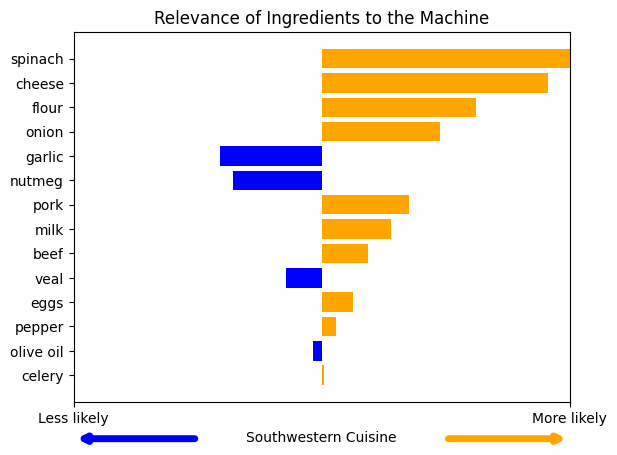 Relevance of Ingredients to the Machine
spinach
cheese
flour
onion
garlic
nutmeg
pork
milk
beef
veal
eggs
pepper
olive oil
celery
Less likely
More likely
Southwestern Cuisine